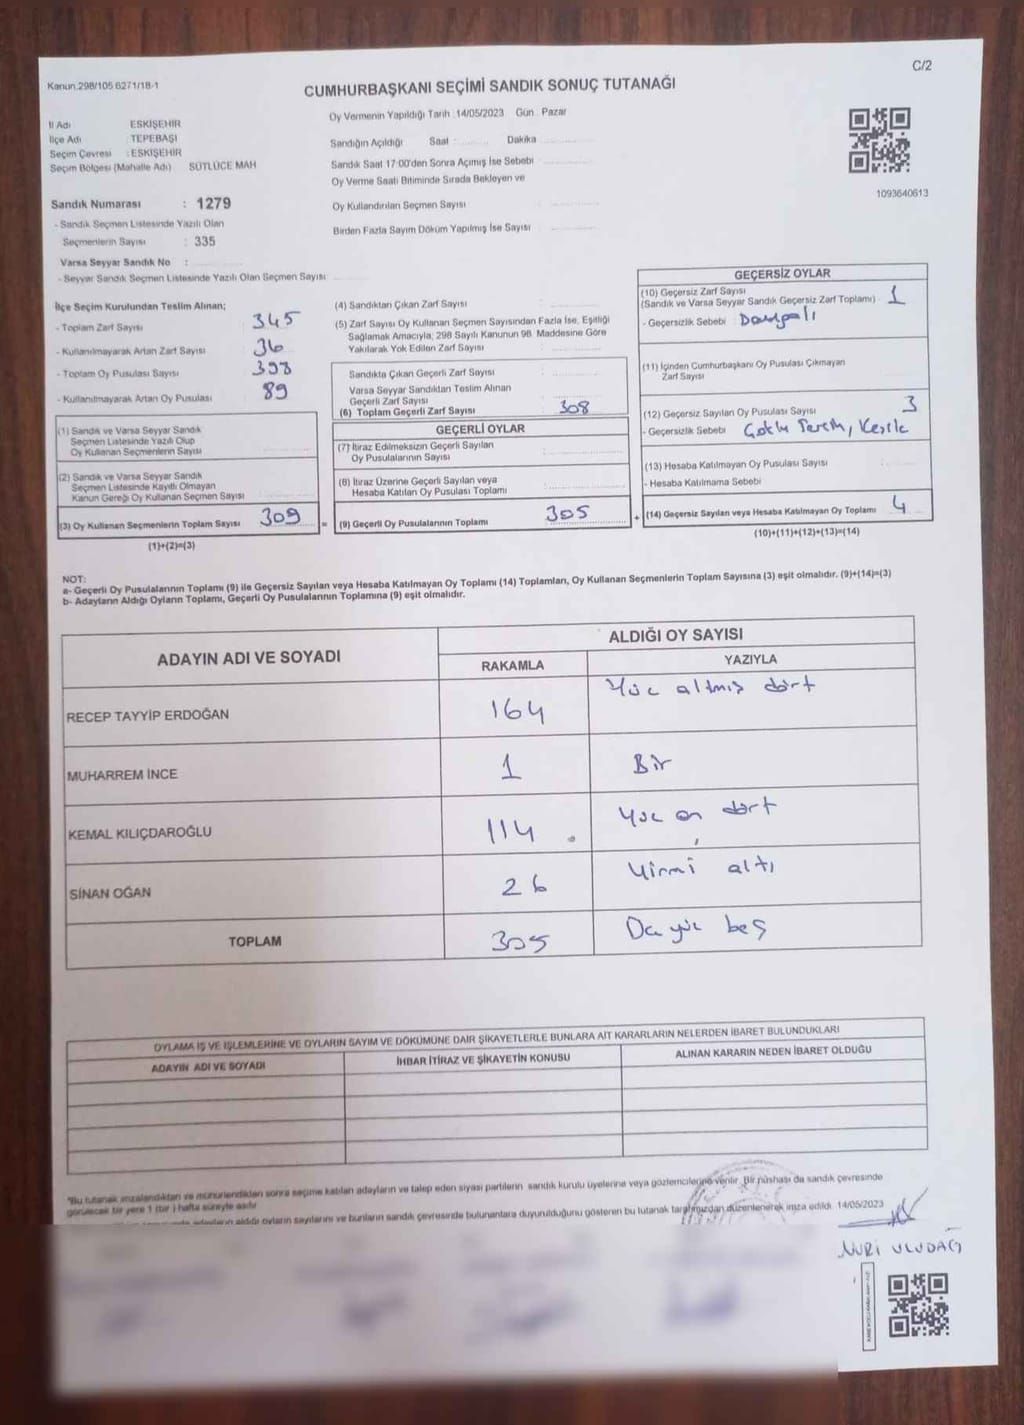 C/2
Kanun.298/105 6271/18-1
CUMHURBAŞKANI SEÇİMİ SANDIK SONUÇ TUTANAĞI
Oy Vermenin Yapıldığı Tarih :14/05/2023 Gün : Pazar
İl Adı : ESKİŞEHİR
İlçe Adı : TEPEBAŞI
Seçim Çevresi : ESKİŞEHİR
Seçim Bölgesi (Mahalle Adı) : SÜTLÜCE MAH
Sandığın Açıldığı Saat Dakika
Sandık Saat 17:00'den Sonra Açımış İse Sebebi
Oy Verme Saati Bitiminde Sırada Bekleyen ve
Oy Kullandırılan Seçmen Sayısı
Birden Fazla Sayım Döküm Yapılmış İse Sayısı
1093640613
Sandık Numarası : 1279
- Sandık Seçmen Listesinde Yazılı Olan
Seçmenlerin Sayısı : 335
Varsa Seyyar Sandık No :
- Seyyar Sandık Seçmen Listesinde Yazılı Olan Seçmen Sayısı
İlçe Seçim Kurulundan Teslim Alınan;
- Toplam Zarf Sayısı 345
- Kullanılmayarak Artan Zarf Sayısı 36
- Toplam Oy Pusulası Sayısı 398
- Kullanılmayarak Artan Oy Pusulası 89
(1) Sandık ve Varsa Seyyar Sandık
Seçmen Listesinde Yazılı Olup
Oy Kullanan Seçmenlerin Sayısı
(2) Sandık ve Varsa Seyyar Sandık
Seçmen Listesinde Kayıtlı Olmayan
Kanun Gereği Oy Kullanan Seçmen Sayısı
(3) Oy Kullanan Seçmenlerin Toplam Sayısı 309 =
(1)+(2)=(3)
(4) Sandıktan Çıkan Zarf Sayısı
(5) Zarf Sayısı Oy Kullanan Seçmen Sayısından Fazla İse, Eşitliği
Sağlamak Amacıyla; 298 Sayılı Kanunun 98. Maddesine Göre
Yakılarak Yok Edilen Zarf Sayısı
Sandıkta Çıkan Geçerli Zarf Sayısı
Varsa Seyyar Sandıktan Teslim Alınan
Geçerli Zarf Sayısı
(6) Toplam Geçerli Zarf Sayısı 308
GEÇERLİ OYLAR
(7) İtiraz Edilmeksizin Geçerli Sayılan
Oy Pusulalarının Sayısı
(8) İtiraz Üzerine Geçerli Sayılan veya
Hesaba Katılan Oy Pusulası Toplamı
(9) Geçerli Oy Pusulalarının Toplamı 305 +
GEÇERSİZ OYLAR
(10) Geçersiz Zarf Sayısı 1
(Sandık ve Varsa Seyyar Sandık Geçersiz Zarf Toplamı)
- Geçersizlik Sebebi :
(11) İçinden Cumhurbaşkanı Oy Pusulası Çıkmayan
Zarf Sayısı
(12) Geçersiz Sayılan Oy Pusulası Sayısı 3
- Geçersizlik Sebebi
(13) Hesaba Katılmayan Oy Pusulası Sayısı
- Hesaba Katılmama Sebebi
(14) Geçersiz Sayılan veya Hesaba Katılmayan Oy Toplamı 4
(10)+(11)+(12)+(13)=(14)
NOT:
a- Geçerli Oy Pusulalarının Toplamı (9) ile Geçersiz Sayılan veya Hesaba Katılmayan Oy Toplamı (14) Toplamları, Oy Kullanan Seçmenlerin Toplam Sayısına (3) eşit olmalıdır. (9)+(14)=(3)
b- Adayların Aldığı Oyların Toplamı, Geçerli Oy Pusulalarının Toplamına (9) eşit olmalıdır.
ADAYIN ADI VE SOYADI
ALDIĞI OY SAYISI
RAKAMLA YAZIYLA
RECEP TAYYİP ERDOĞAN 164 Yüz altmış dört
MUHARREM İNCE 1 Bir
KEMAL KILIÇDAROĞLU 114 Yüz on dört
SİNAN OĞAN 26 Yirmi altı
TOPLAM 305 yüz beş
OYLAMA İŞ VE İŞLEMLERİNE VE OYLARIN SAYIM VE DÖKÜMÜNE DAİR ŞİKAYETLERLE BUNLARA AİT KARARLARIN NELERDEN İBARET BULUNDUKLARI
ADAYIN ADI VE SOYADI İHBAR İTİRAZ VE ŞİKAYETİN KONUSU ALINAN KARARIN NEDEN İBARET OLDUĞU
*Bu tutanak imzalandıktan ve mühürlendikten sonra seçime katılan adayların ve talep eden siyasi partilerin sandık kurulu üyelerine veya gözlemcilerine verilir. Bir nüshası da sandık çevresinde
görülecek bir yere 1 (bir) hafta süreyle asılır
adayların aldığı oyların sayılarını ve bunların sandık çevresinde bulunanlara duyurulduğunu gösteren bu tutanak tarafımızdan düzenlenerek imza edildi. 14/05/2023
NURİ ULUDAĞ